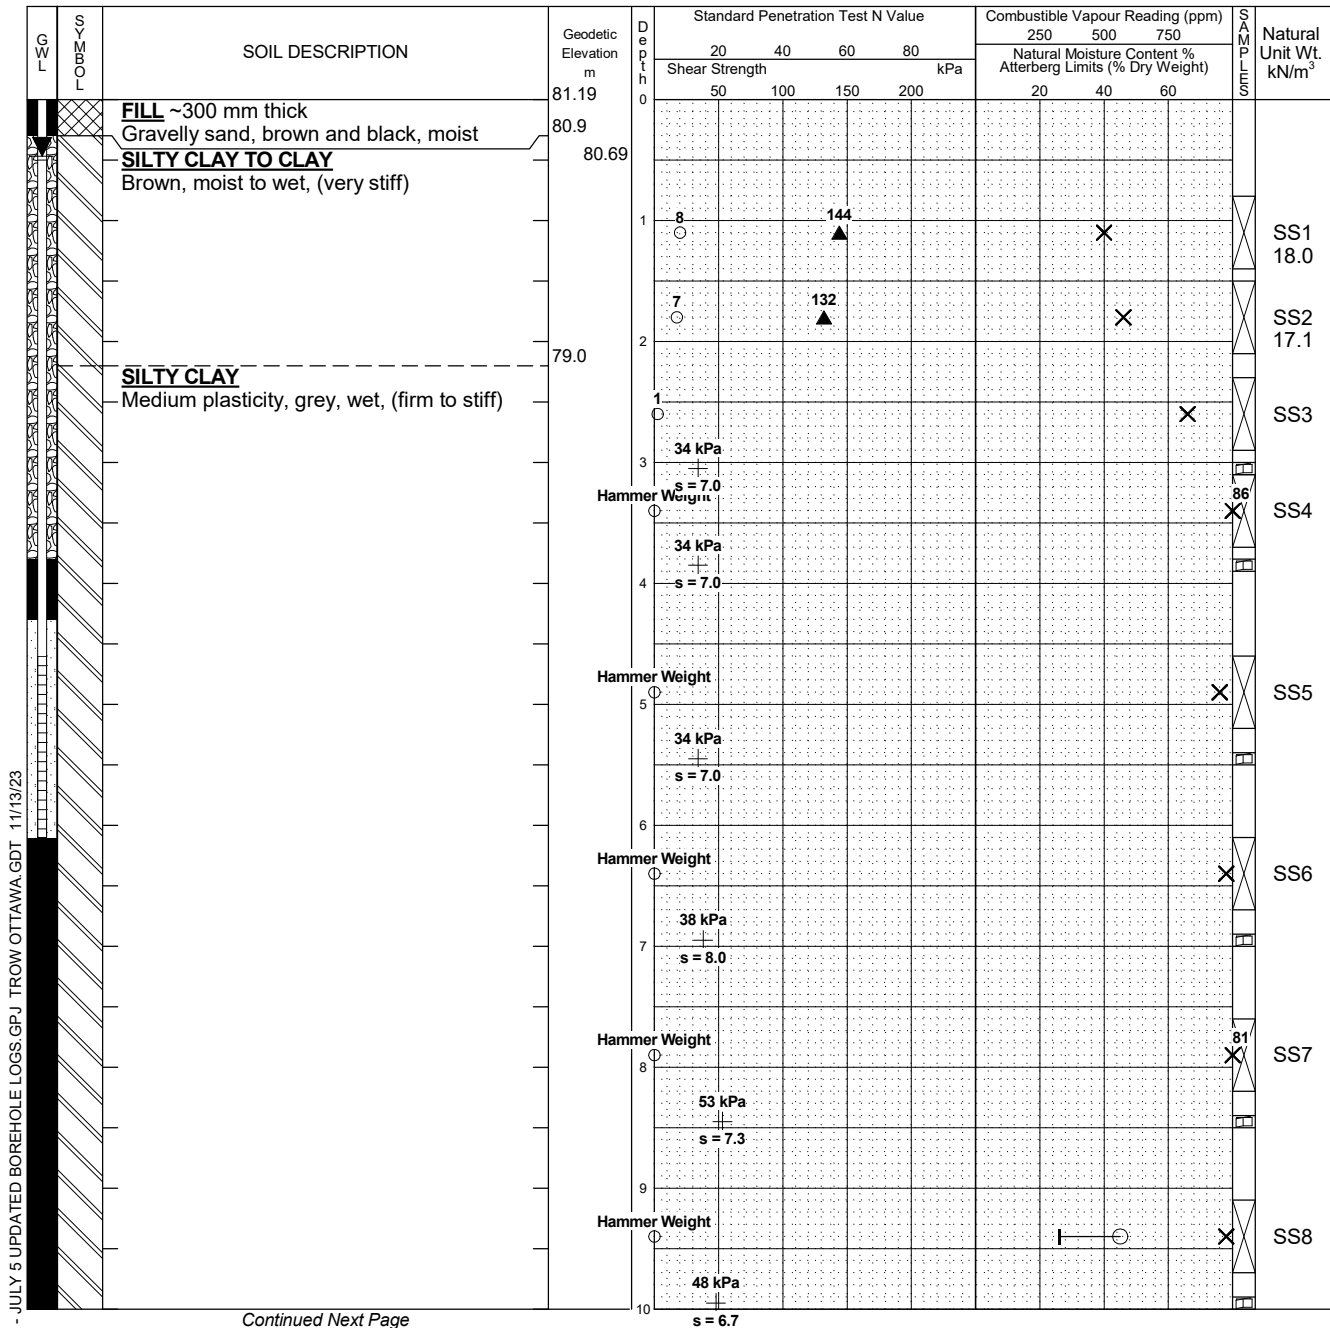 GWL
SYMBOL
SOIL DESCRIPTION
Geodetic
Elevation
m
Depth
Standard Penetration Test N Value
20 40 60 80
Shear Strength kPa
50 100 150 200
Combustible Vapour Reading (ppm)
250 500 750
Natural Moisture Content %
Atterberg Limits (% Dry Weight)
20 40 60
SAMPLES
Natural
Unit Wt.
kN/m³
81.19
0
FILL ~300 mm thick
Gravelly sand, brown and black, moist
80.9
SILTY CLAY TO CLAY
80.69
Brown, moist to wet, (very stiff)
1
8
144
SS1
18.0
7
132
SS2
17.1
2
79.0
SILTY CLAY
Medium plasticity, grey, wet, (firm to stiff)
1
SS3
34 kPa
3
s = 7.0
Hammer Weight
86
SS4
34 kPa
s = 7.0
4
Hammer Weight
SS5
5
34 kPa
s = 7.0
6
Hammer Weight
SS6
38 kPa
7
s = 8.0
Hammer Weight
81
SS7
8
53 kPa
s = 7.3
9
Hammer Weight
SS8
48 kPa
10
s = 6.7
Continued Next Page
- JULY 5 UPDATED BOREHOLE LOGS.GPJ TROW OTTAWA.GDT 11/13/23